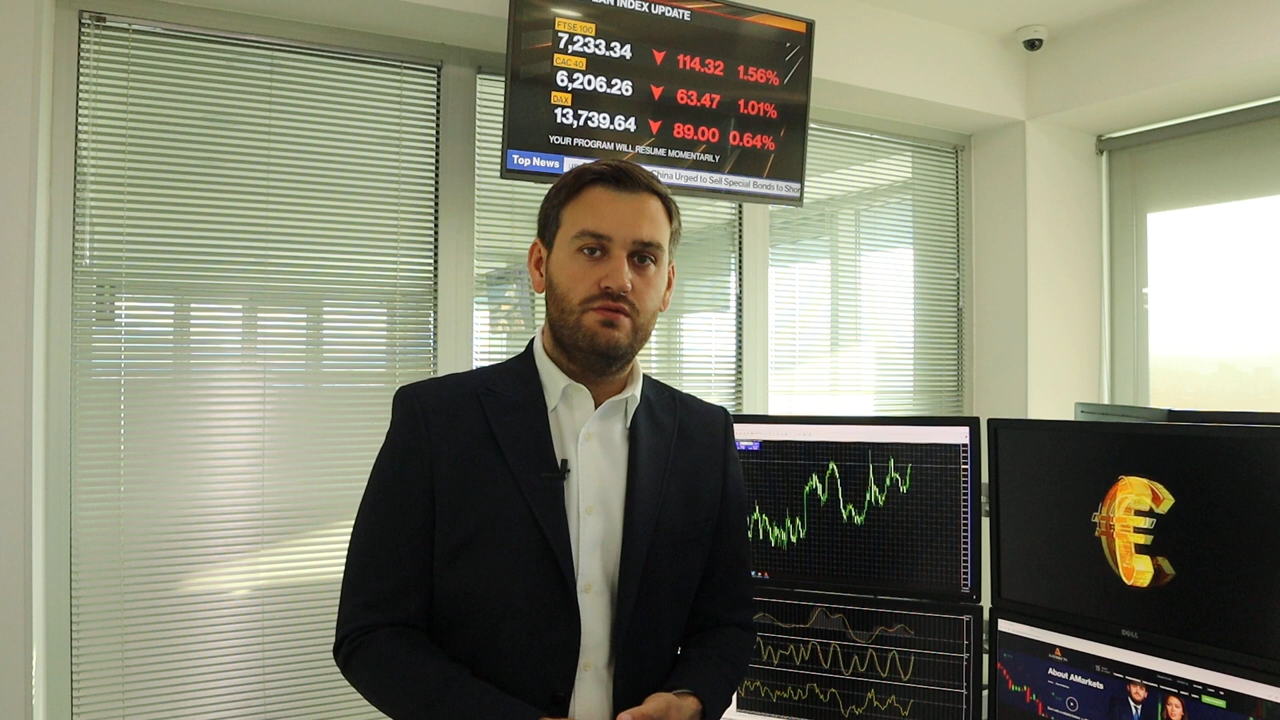 EAN INDEX UPDATE
FTSE 100
7,233.34 114.32 1.56%
CAC 40
6,206.26 63.47 1.01%
DAX
13,739.64 89.00 0.64%
YOUR PROGRAM WILL RESUME MOMENTARILY
Top News China Urged to Sell Special Bonds to Shor
€
DELL
About AMarkets